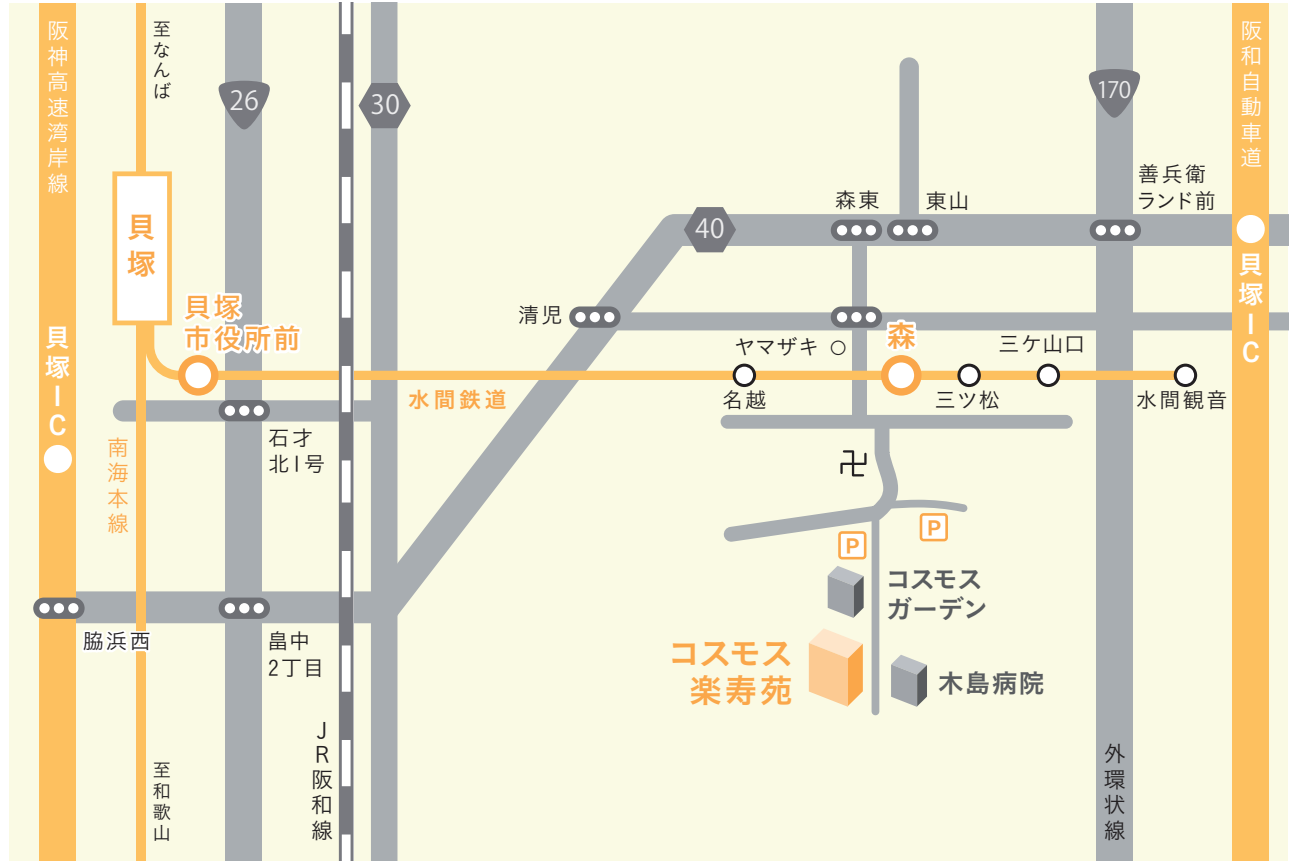 阪神高速湾岸線
至なんば
26
30
170
阪和自動車道
貝塚
善兵衛
ランド前
森東
東山
40
貝塚IC
貝塚
市役所前
清児
ヤマザキ
森
三ケ山口
貝塚IC
水間鉄道
名越
三ツ松
水間観音
石才
北1号
南海本線
卍
P
P
コスモス
ガーデン
脇浜西
畠中
2丁目
コスモス
楽寿苑
木島病院
JR阪和線
至和歌山
外環状線